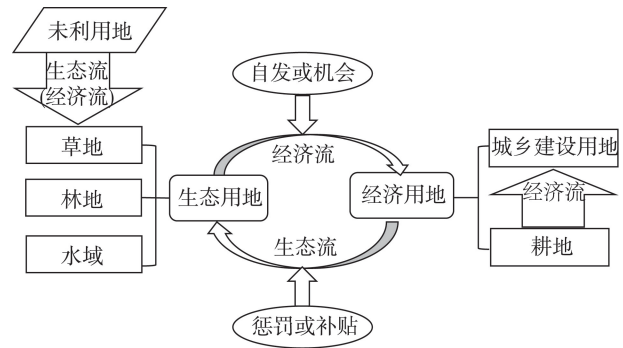 未利用地
生态流
(经济流)
自发或机会
草地
经济流
城乡建设用地
林地
生态用地
经济用地
经济流
水域
生态流
耕地
惩罚或补贴